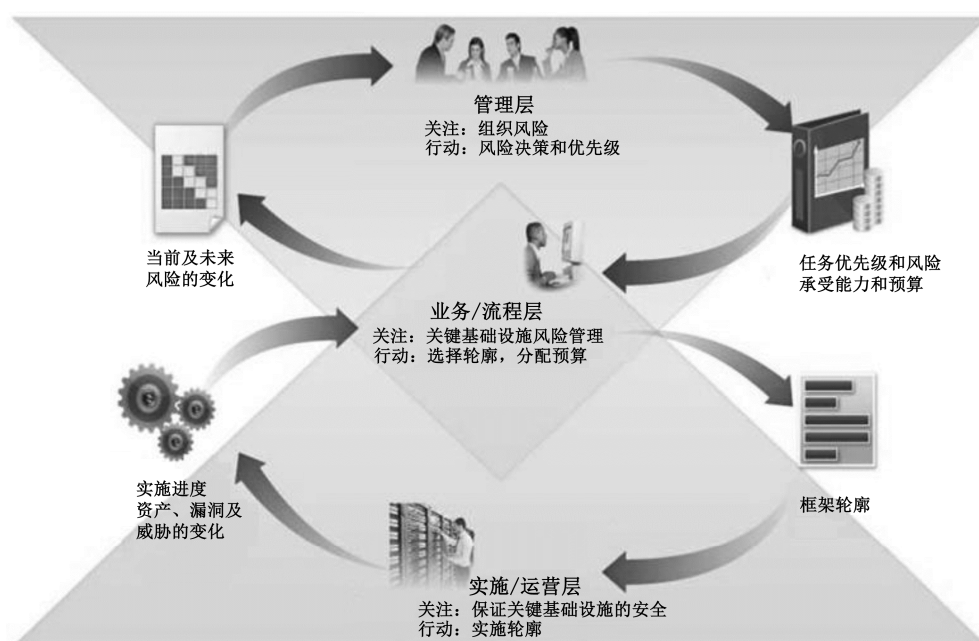 管理层
关注：组织风险
行动：风险决策和优先级
当前及未来
风险的变化
任务优先级和风险
承受能力和预算
业务/流程层
关注：关键基础设施风险管理
行动：选择轮廓，分配预算
实施进度
资产、漏洞及
威胁的变化
框架轮廓
实施/运营层
关注：保证关键基础设施的安全
行动：实施轮廓